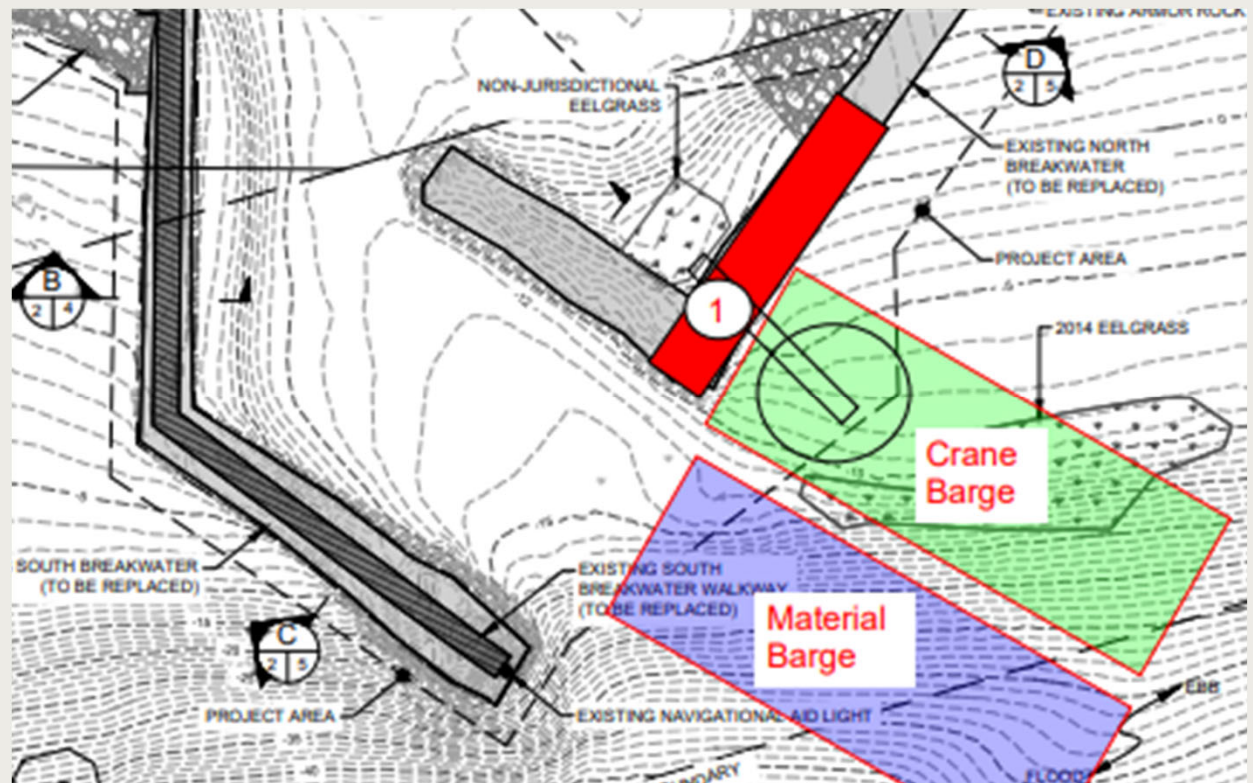 EXISTING ARMOR ROCK
NON-JURISDICTIONAL
EELGRASS
D
2 5
EXISTING NORTH
BREAKWATER
(TO BE REPLACED)
PROJECT AREA
B
2 4
1
-12
2014 EELGRASS
Crane
Barge
-15
SOUTH BREAKWATER
(TO BE REPLACED)
EXISTING SOUTH
BREAKWATER WALKWAY
(TO BE REPLACED)
Material
Barge
C
2 5
PROJECT AREA
EXISTING NAVIGATIONAL AID LIGHT
EBB
FLOOD